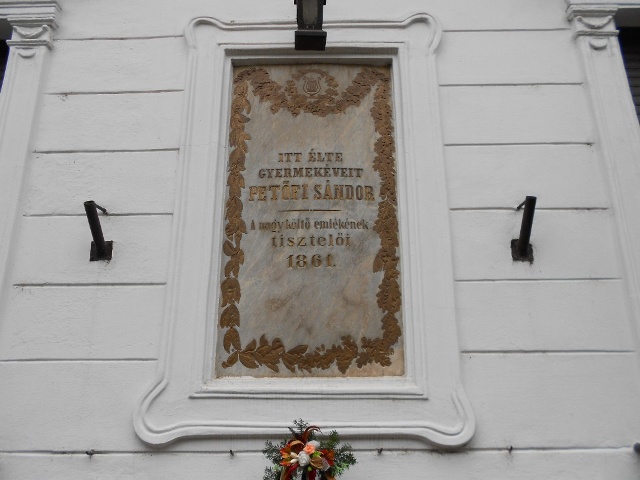 ITT ÉLTE
GYERMEKÉVEIT
PETŐFI SÁNDOR
A nagy költő emlékének
tisztelői
1861.